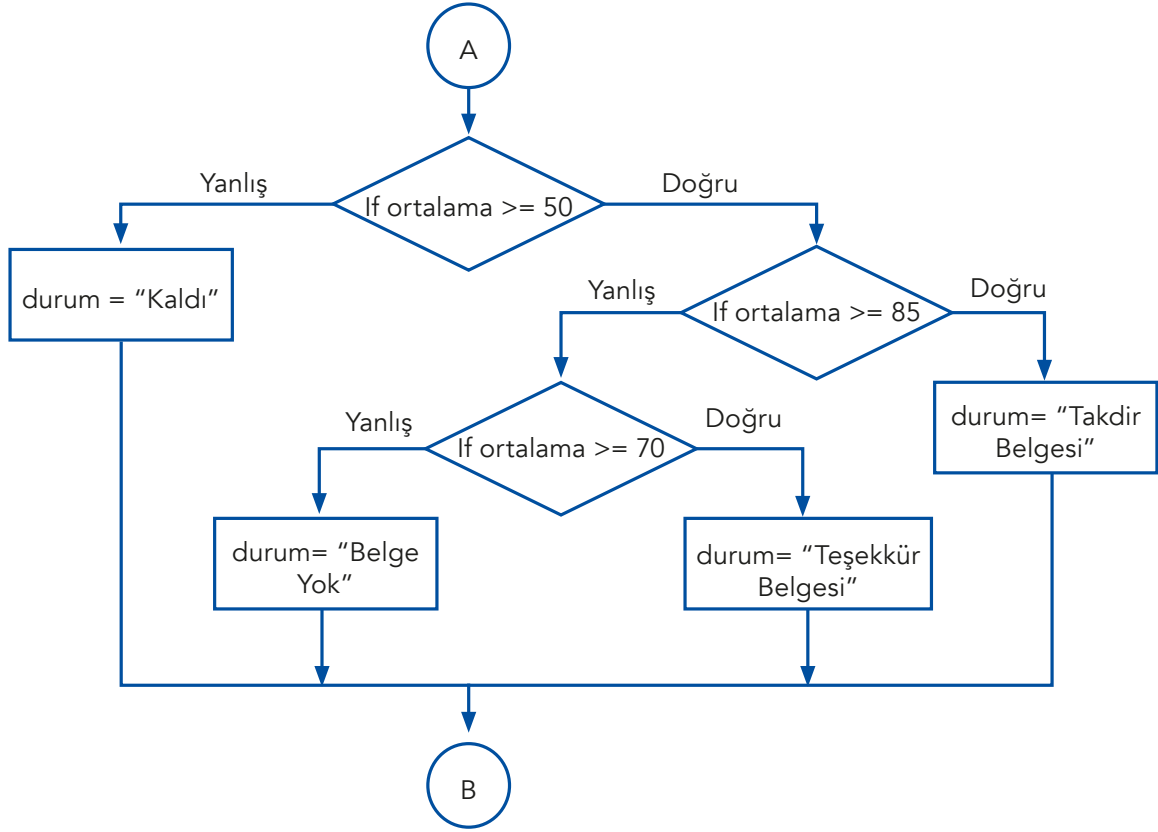 A
Yanlış
Doğru
If ortalama >= 50
durum = “Kaldı”
Yanlış
Doğru
If ortalama >= 85
Yanlış
Doğru
If ortalama >= 70
durum= “Takdir
Belgesi”
durum= “Belge
Yok”
durum= “Teşekkür
Belgesi”
B